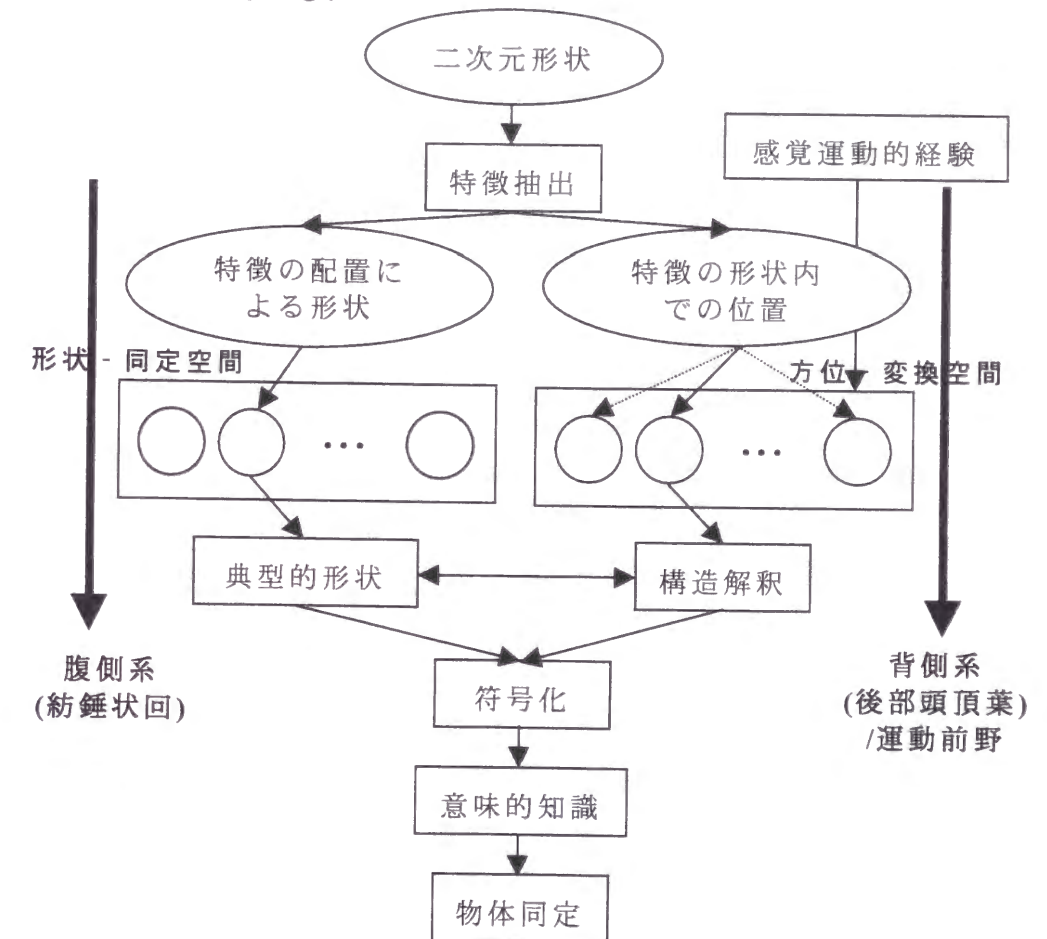 二次元形状
感覚運動的経験
特徴抽出
特徴の配置に
よる形状
特徴の形状内
での位置
形状 - 同定空間
方位 - 変換空間
...
...
典型的形状
構造解釈
腹側系
(紡錘状回)
背側系
(後部頭頂葉)
/運動前野
符号化
意味的知識
物体同定